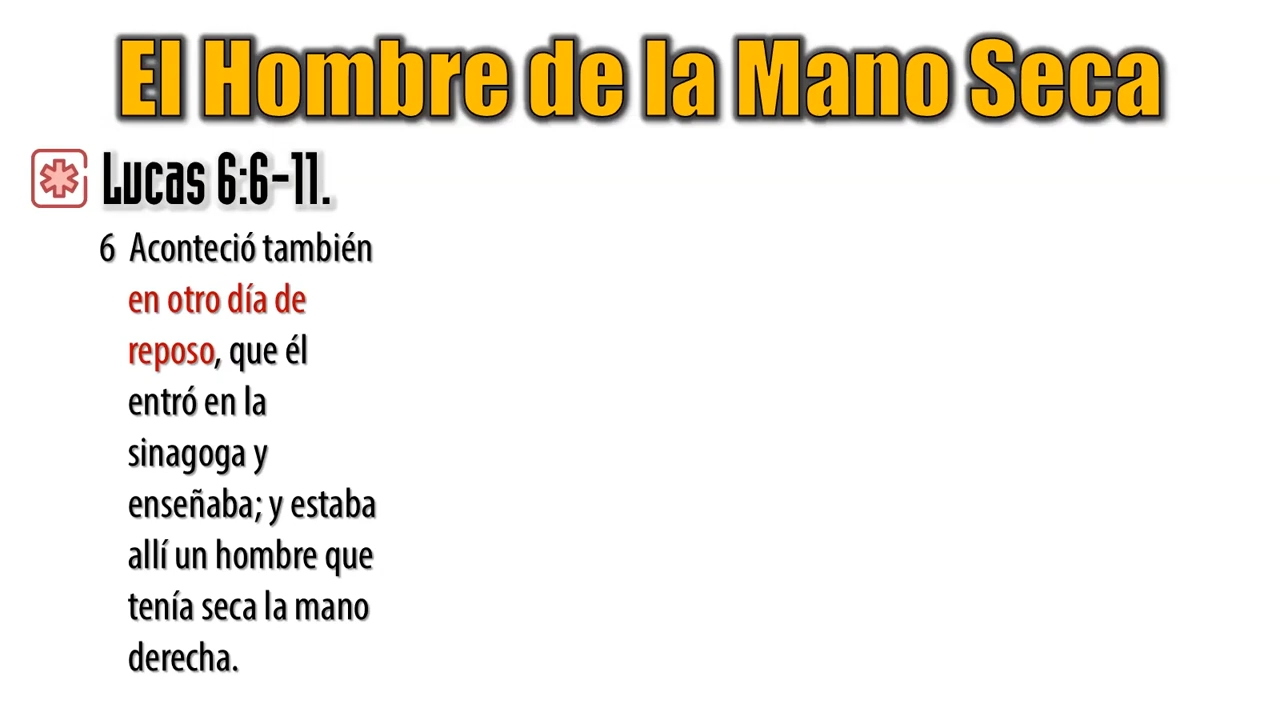 El Hombre de la Mano Seca
Lucas 6:6-11.
6 Aconteció también
en otro día de
reposo, que él
entró en la
sinagoga y
enseñaba; y estaba
allí un hombre que
tenía seca la mano
derecha.